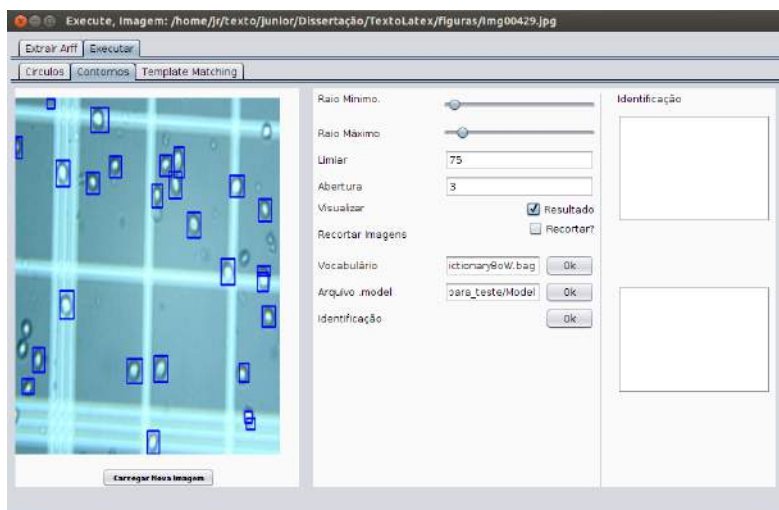 Execute, Imagem: /home/jr/texto/junior/Dissertação/TextoLatex/figuras/Img00429.jpg
Extrair Arff Executar
Circulos Contornos Template Matching
Raio Mínimo.
Identificação
Raio Máximo
Limiar 75
Abertura 3
Visualizar Resultado
Recortar Imagens Recortar?
Vocabulário ictionaryBoW.bag Ok
Arquivo .model para_teste/Model Ok
Identificação Ok
Carregar Nova Imagem